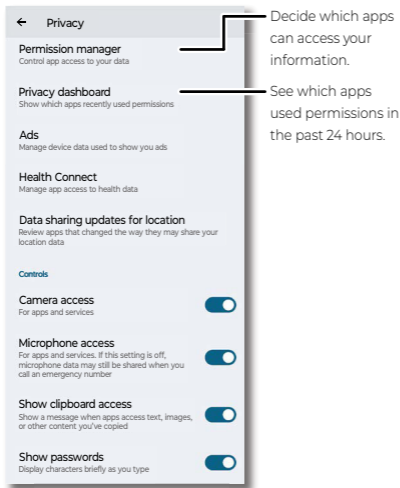 ← Privacy
Permission manager
Control app access to your data
Privacy dashboard
Show which apps recently used permissions
Ads
Manage device data used to show you ads
Health Connect
Manage app access to health data
Data sharing updates for location
Review apps that changed the way they may share your
location data
Controls
Camera access
For apps and services
Microphone access
For apps and services. If this setting is off,
microphone data may still be shared when you
call an emergency number
Show clipboard access
Show a message when apps access text, images,
or other content you've copied
Show passwords
Display characters briefly as you type
Decide which apps
can access your
information.
See which apps
used permissions in
the past 24 hours.